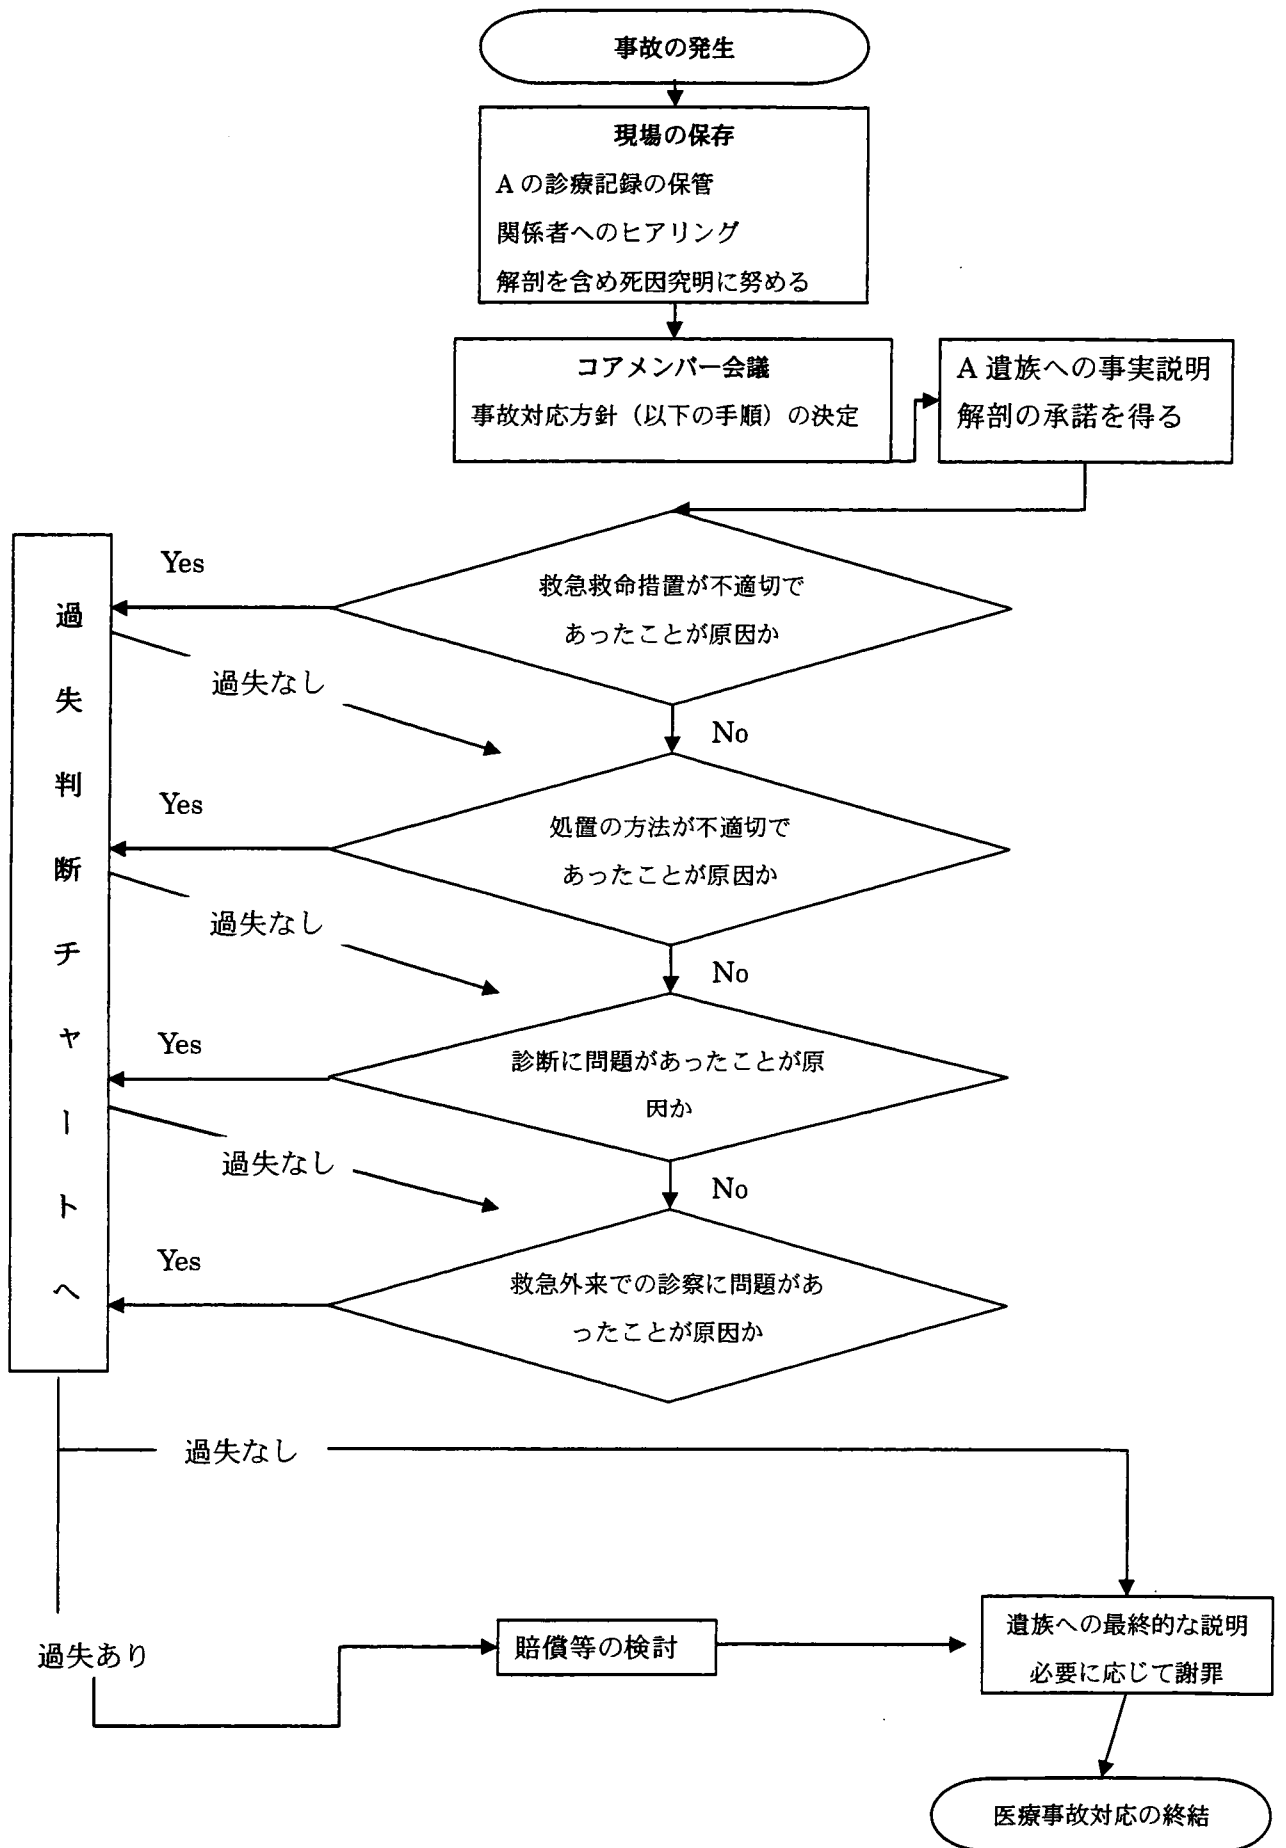 事故の発生
現場の保存
Aの診療記録の保管
関係者へのヒアリング
解剖を含め死因究明に努める
コアメンバー会議
事故対応方針（以下の手順）の決定
A 遺族への事実説明
解剖の承諾を得る
Yes
救急救命措置が不適切で
あったことが原因か
過失なし
No
Yes
処置の方法が不適切で
あったことが原因か
過失なし
No
Yes
診断に問題があったことが原
因か
過失なし
No
Yes
救急外来での診察に問題があ
ったことが原因か
過失判断チャートへ
過失なし
過失あり
賠償等の検討
遺族への最終的な説明
必要に応じて謝罪
医療事故対応の終結